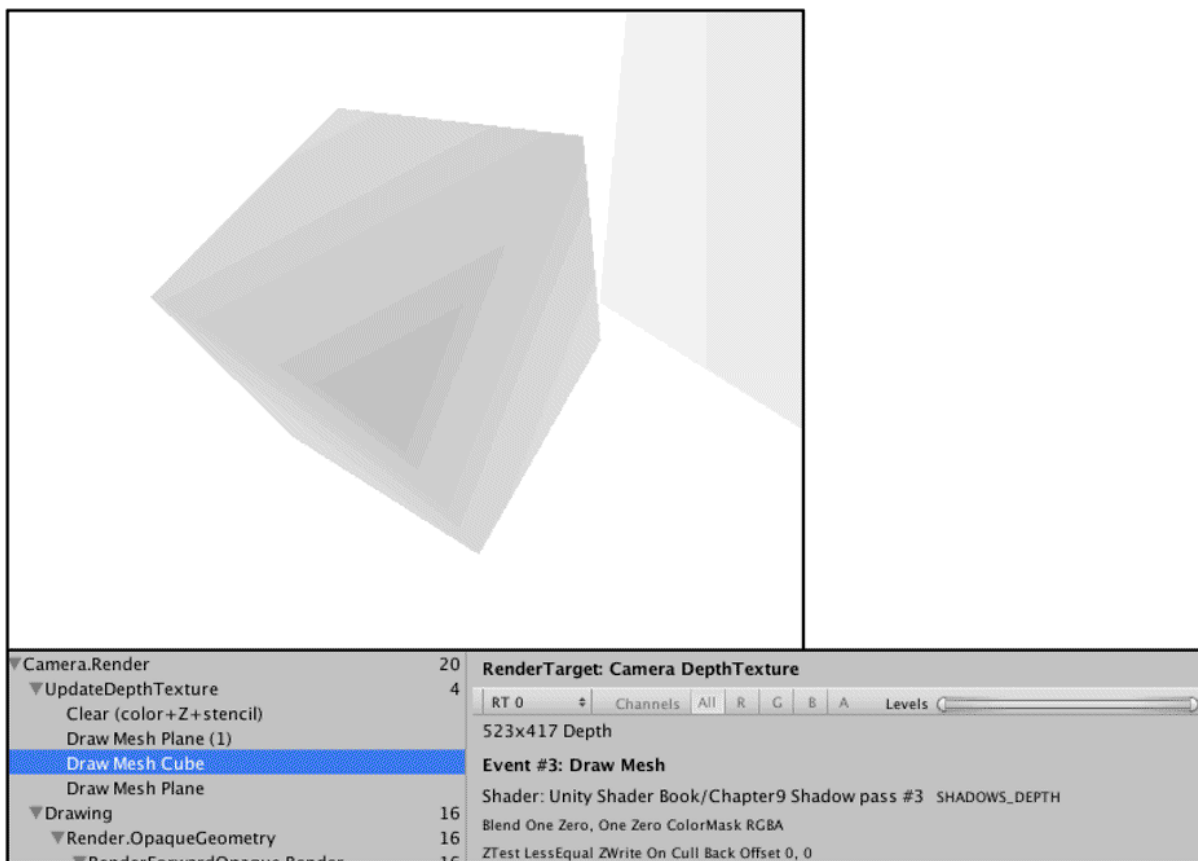 Camera.Render 20
UpdateDepthTexture 4
Clear (color+Z+stencil)
Draw Mesh Plane (1)
Draw Mesh Cube
Draw Mesh Plane
Drawing 16
Render.OpaqueGeometry 16
RenderForwardOpaque.Render 16
RenderTarget: Camera DepthTexture
RT 0 Channels All R G B A Levels
523x417 Depth
Event #3: Draw Mesh
Shader: Unity Shader Book/Chapter9 Shadow pass #3 SHADOWS_DEPTH
Blend One Zero, One Zero ColorMask RGBA
ZTest LessEqual ZWrite On Cull Back Offset 0, 0